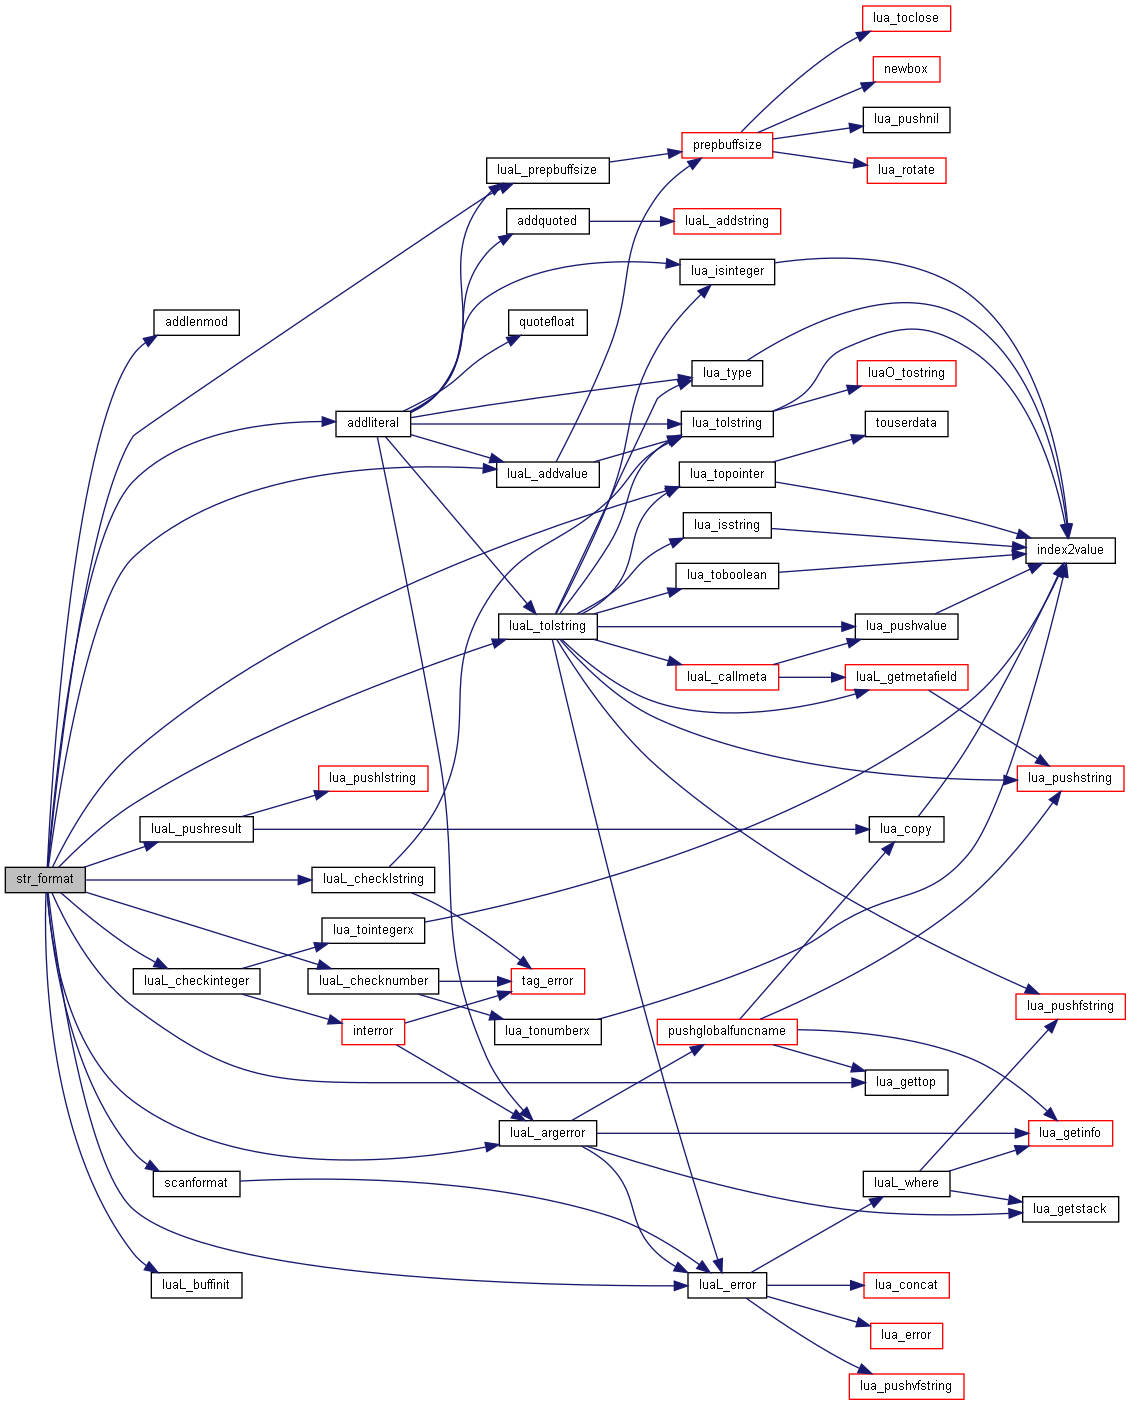 lua_toclose
newbox
lua_pushnil
prepbuffsize
luaL_prepbuffsize
lua_rotate
addquoted
luaL_addstring
lua_isinteger
addlenmod
quotefloat
lua_type
luaO_tostring
addliteral
lua_tolstring
touserdata
luaL_addvalue
lua_topointer
lua_isstring
index2value
lua_toboolean
luaL_tolstring
lua_pushvalue
luaL_callmeta
luaL_getmetafield
lua_pushlstring
lua_pushstring
luaL_pushresult
lua_copy
str_format
luaL_checklstring
lua_tointegerx
luaL_checkinteger
luaL_checknumber
tag_error
lua_pushfstring
interror
lua_tonumberx
pushglobalfuncname
lua_gettop
luaL_argerror
lua_getinfo
scanformat
luaL_where
lua_getstack
luaL_buffinit
luaL_error
lua_concat
lua_error
lua_pushvfstring